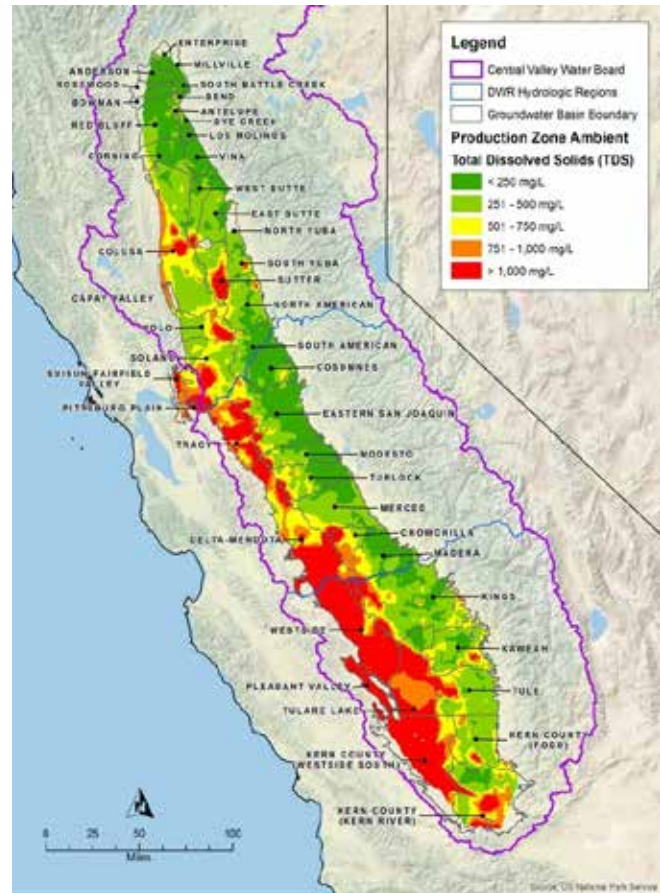 Legend
Central Valley Water Board
DWR Hydrologic Regions
Groundwater Basin Boundary
Production Zone Ambient
Total Dissolved Solids (TDS)
< 250 mg/L
251 - 500 mg/L
501 - 750 mg/L
751 - 1,000 mg/L
> 1,000 mg/L
ENTERPRISE
MILLVILLE
ANDERSON
ROSEWOOD
SOUTH BATTLE CREEK
BEND
BOWMAN
ANTELOPE
DYE CREEK
RED BLUFF
LOS MOLINOS
CORNING
VINA
WEST BUTTE
EAST BUTTE
NORTH YUBA
COLUSA
SOUTH YUBA
SUTTER
CAPAY VALLEY
NORTH AMERICAN
YOLO
SOUTH AMERICAN
SOLANO
COSUMNES
SUISUN-FAIRFIELD
VALLEY
PITTSBURG PLAIN
EASTERN SAN JOAQUIN
TRACY
MODESTO
TURLOCK
MERCED
CHOWCHILLA
DELTA-MENDOTA
MADERA
KINGS
WESTSIDE
KAWEAH
PLEASANT VALLEY
TULE
TULARE LAKE
KERN COUNTY
(POSO)
KERN COUNTY
(WESTSIDE SOUTH)
KERN COUNTY
(KERN RIVER)
N
0 25 50 100
Miles
Source: US National Park Service